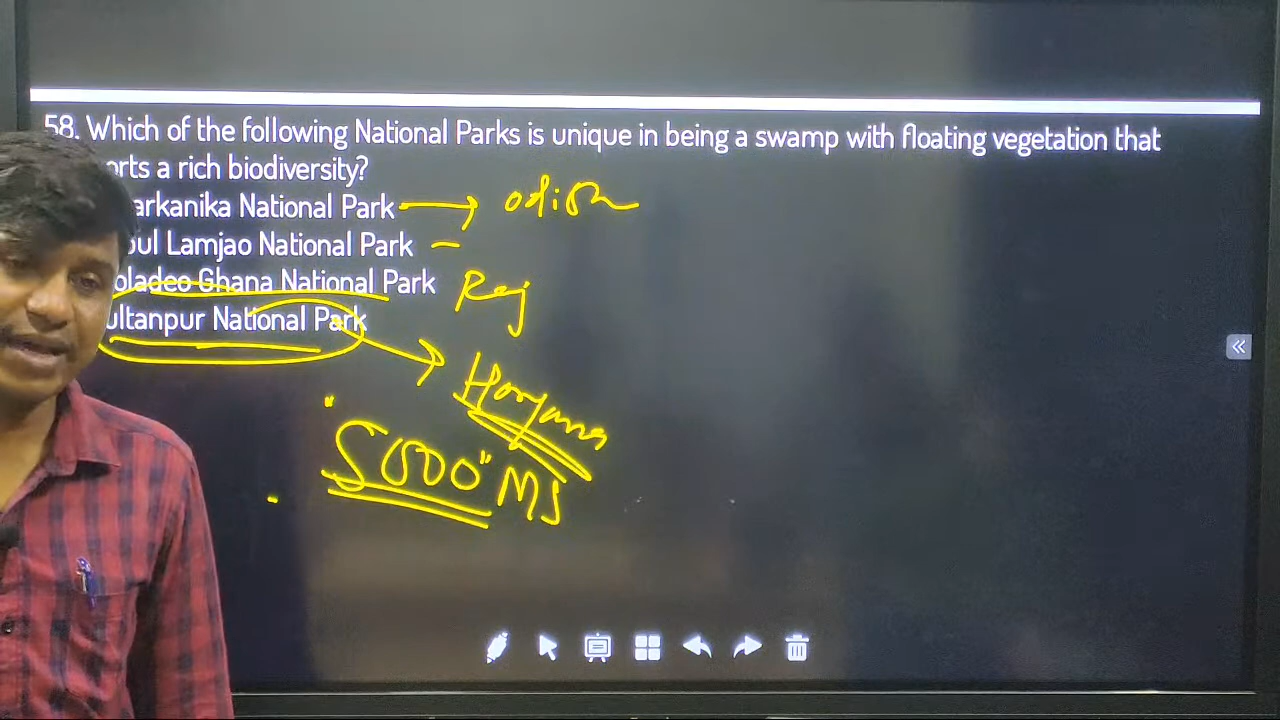 58. Which of the following National Parks is unique in being a swamp with floating vegetation that
orts a rich biodiversity?
arkanika National Park → odish
oul Lamjao National Park –
oladeo Ghana National Park Raj
ultanpur National Park → Haryana
"5000" Ms